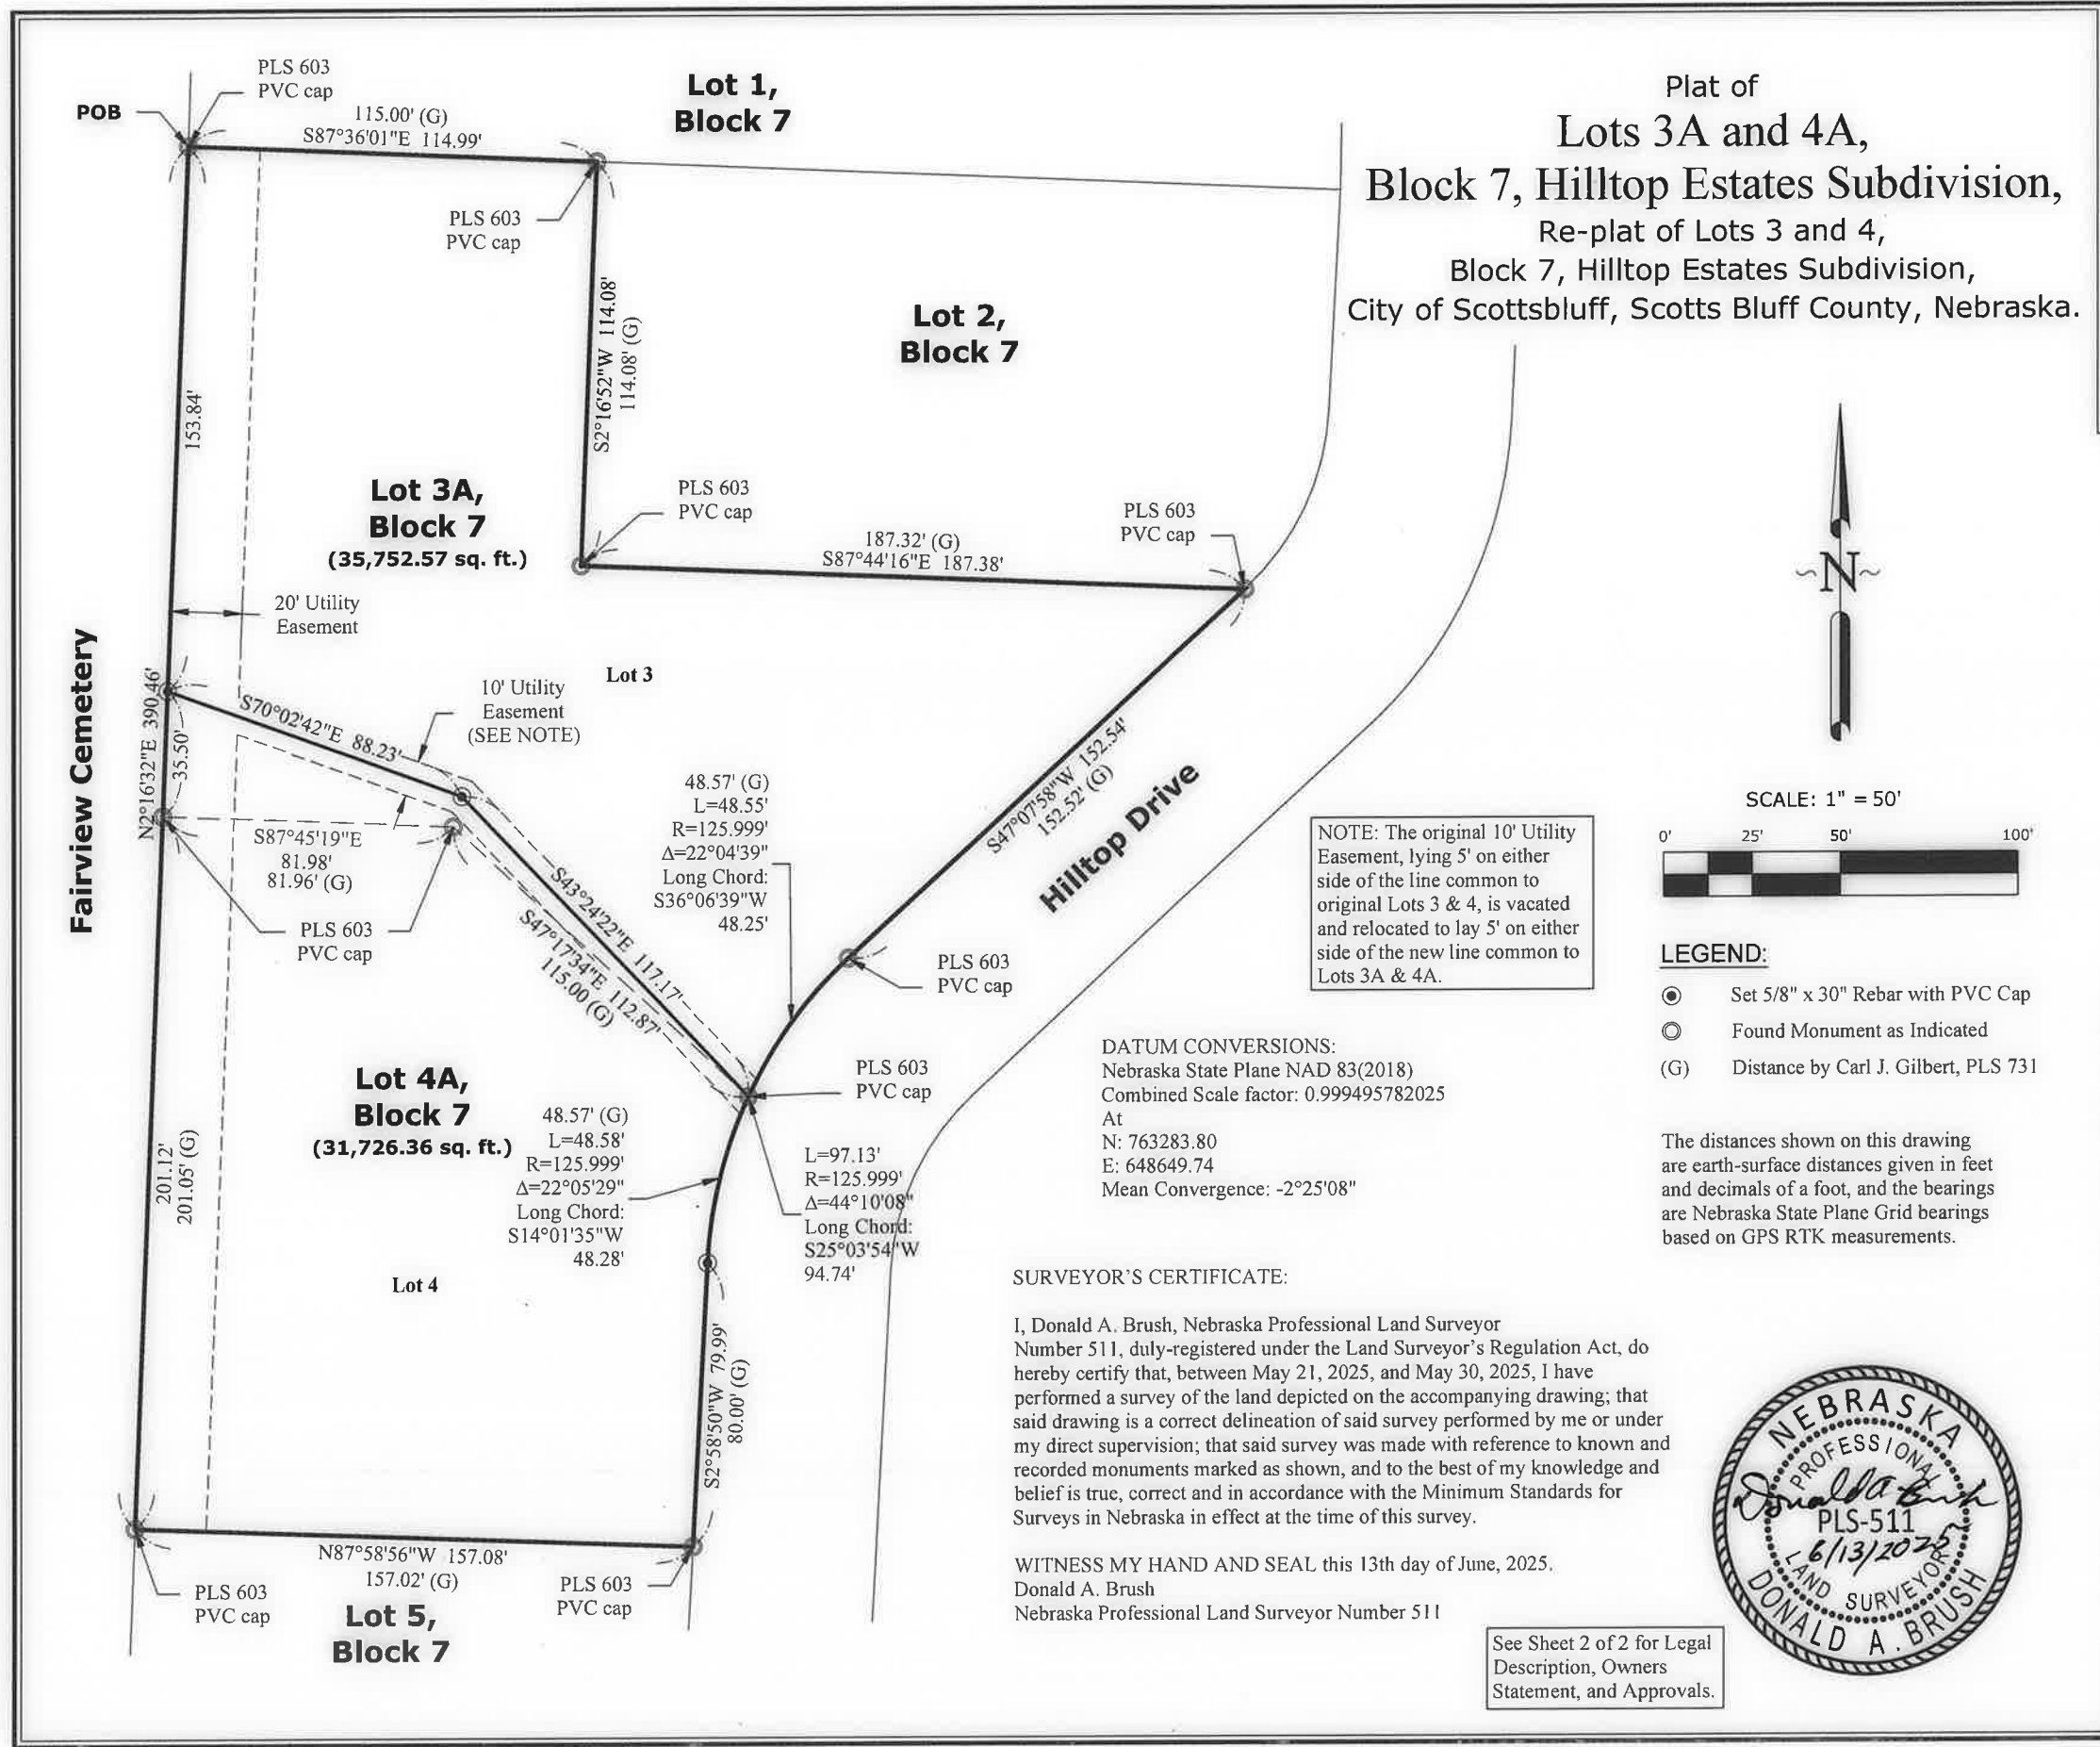 Plat of
Lots 3A and 4A,
Block 7, Hilltop Estates Subdivision,
Re-plat of Lots 3 and 4,
Block 7, Hilltop Estates Subdivision,
City of Scottsbluff, Scotts Bluff County, Nebraska.
PLS 603
PVC cap
POB
115.00' (G)
S87°36'01"E 114.99'
Lot 1,
Block 7
PLS 603
PVC cap
S2°16'52"W 114.08'
114.08' (G)
Lot 2,
Block 7
153.84'
Lot 3A,
Block 7
(35,752.57 sq. ft.)
PLS 603
PVC cap
PLS 603
PVC cap
187.32' (G)
S87°44'16"E 187.38'
20' Utility
Easement
Fairview Cemetery
N2°16'32"E 390.46'
35.50'
S70°02'42"E 88.23'
10' Utility
Easement
(SEE NOTE)
Lot 3
S87°45'19"E
81.98'
81.96' (G)
PLS 603
PVC cap
S43°24'22"E 117.17'
S47°17'34"E 112.87'
115.00 (G)
48.57' (G)
L=48.55'
R=125.999'
Δ=22°04'39"
Long Chord:
S36°06'39"W
48.25'
S47°07'58"W 152.54'
152.52' (G)
Hilltop Drive
PLS 603
PVC cap
PLS 603
PVC cap
Lot 4A,
Block 7
(31,726.36 sq. ft.)
48.57' (G)
L=48.58'
R=125.999'
Δ=22°05'29"
Long Chord:
S14°01'35"W
48.28'
L=97.13'
R=125.999'
Δ=44°10'08"
Long Chord:
S25°03'54"W
94.74'
201.12'
201.05' (G)
Lot 4
S2°58'50"W 79.99'
80.00' (G)
N87°58'56"W 157.08'
157.02' (G)
PLS 603
PVC cap
PLS 603
PVC cap
Lot 5,
Block 7
~N~
SCALE: 1" = 50'
0' 25' 50' 100'
NOTE: The original 10' Utility
Easement, lying 5' on either
side of the line common to
original Lots 3 & 4, is vacated
and relocated to lay 5' on either
side of the new line common to
Lots 3A & 4A.
LEGEND:
Set 5/8" x 30" Rebar with PVC Cap
Found Monument as Indicated
(G) Distance by Carl J. Gilbert, PLS 731
DATUM CONVERSIONS:
Nebraska State Plane NAD 83(2018)
Combined Scale factor: 0.999495782025
At
N: 763283.80
E: 648649.74
Mean Convergence: -2°25'08"
The distances shown on this drawing
are earth-surface distances given in feet
and decimals of a foot, and the bearings
are Nebraska State Plane Grid bearings
based on GPS RTK measurements.
SURVEYOR'S CERTIFICATE:
I, Donald A. Brush, Nebraska Professional Land Surveyor
Number 511, duly-registered under the Land Surveyor's Regulation Act, do
hereby certify that, between May 21, 2025, and May 30, 2025, I have
performed a survey of the land depicted on the accompanying drawing; that
said drawing is a correct delineation of said survey performed by me or under
my direct supervision; that said survey was made with reference to known and
recorded monuments marked as shown, and to the best of my knowledge and
belief is true, correct and in accordance with the Minimum Standards for
Surveys in Nebraska in effect at the time of this survey.
WITNESS MY HAND AND SEAL this 13th day of June, 2025.
Donald A. Brush
Nebraska Professional Land Surveyor Number 511
NEBRASKA
PROFESSIONAL
Donald A Brush
PLS-511
6/13/2025
LAND SURVEYOR
DONALD A. BRUSH
See Sheet 2 of 2 for Legal
Description, Owners
Statement, and Approvals.